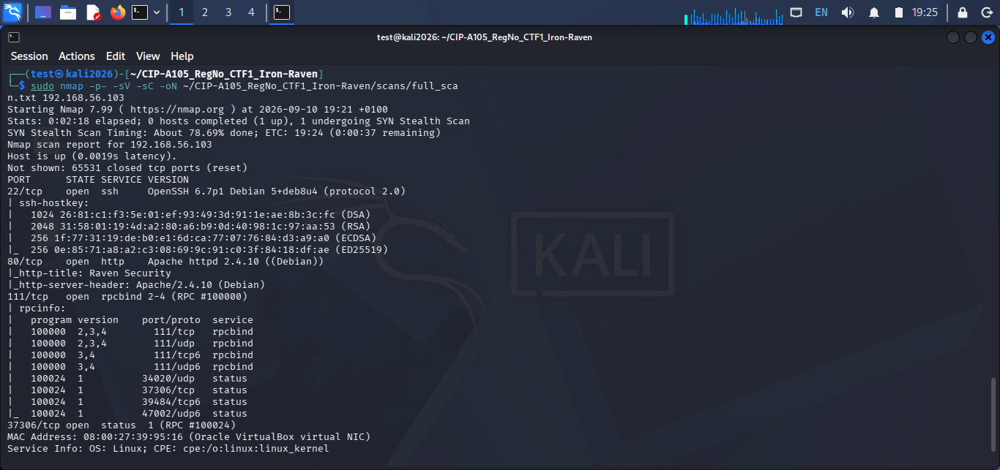 1 2 3 4 EN 19:25
test@kali2026: ~/CIP-A105_RegNo_CTF1_Iron-Raven
Session Actions Edit View Help
┌──(test㉿kali2026)-[~/CIP-A105_RegNo_CTF1_Iron-Raven]
└─$ sudo nmap -p- -sV -sC -oN ~/CIP-A105_RegNo_CTF1_Iron-Raven/scans/full_sca
n.txt 192.168.56.103
Starting Nmap 7.99 ( https://nmap.org ) at 2026-09-10 19:21 +0100
Stats: 0:02:18 elapsed; 0 hosts completed (1 up), 1 undergoing SYN Stealth Scan
SYN Stealth Scan Timing: About 78.69% done; ETC: 19:24 (0:00:37 remaining)
Nmap scan report for 192.168.56.103
Host is up (0.0019s latency).
Not shown: 65531 closed tcp ports (reset)
PORT      STATE SERVICE VERSION
22/tcp    open  ssh     OpenSSH 6.7p1 Debian 5+deb8u4 (protocol 2.0)
| ssh-hostkey:
|   1024 26:81:c1:f3:5e:01:ef:93:49:3d:91:1e:ae:8b:3c:fc (DSA)
|   2048 31:58:01:19:4d:a2:80:a6:b9:0d:40:98:1c:97:aa:53 (RSA)
|   256 1f:77:31:19:de:b0:e1:6d:ca:77:07:76:84:d3:a9:a0 (ECDSA)
|_  256 0e:85:71:a8:a2:c3:08:69:9c:91:c0:3f:84:18:df:ae (ED25519)
80/tcp    open  http    Apache httpd 2.4.10 ((Debian))
|_http-title: Raven Security
|_http-server-header: Apache/2.4.10 (Debian)
111/tcp   open  rpcbind 2-4 (RPC #100000)
| rpcinfo:
|   program version    port/proto  service
|   100000  2,3,4        111/tcp   rpcbind
|   100000  2,3,4        111/udp   rpcbind
|   100000  3,4          111/tcp6  rpcbind
|   100000  3,4          111/udp6  rpcbind
|   100024  1          34020/udp   status
|   100024  1          37306/tcp   status
|   100024  1          39484/tcp6  status
|_  100024  1          47002/udp6  status
37306/tcp open  status  1 (RPC #100024)
MAC Address: 08:00:27:39:95:16 (Oracle VirtualBox virtual NIC)
Service Info: OS: Linux; CPE: cpe:/o:linux:linux_kernel
KALI